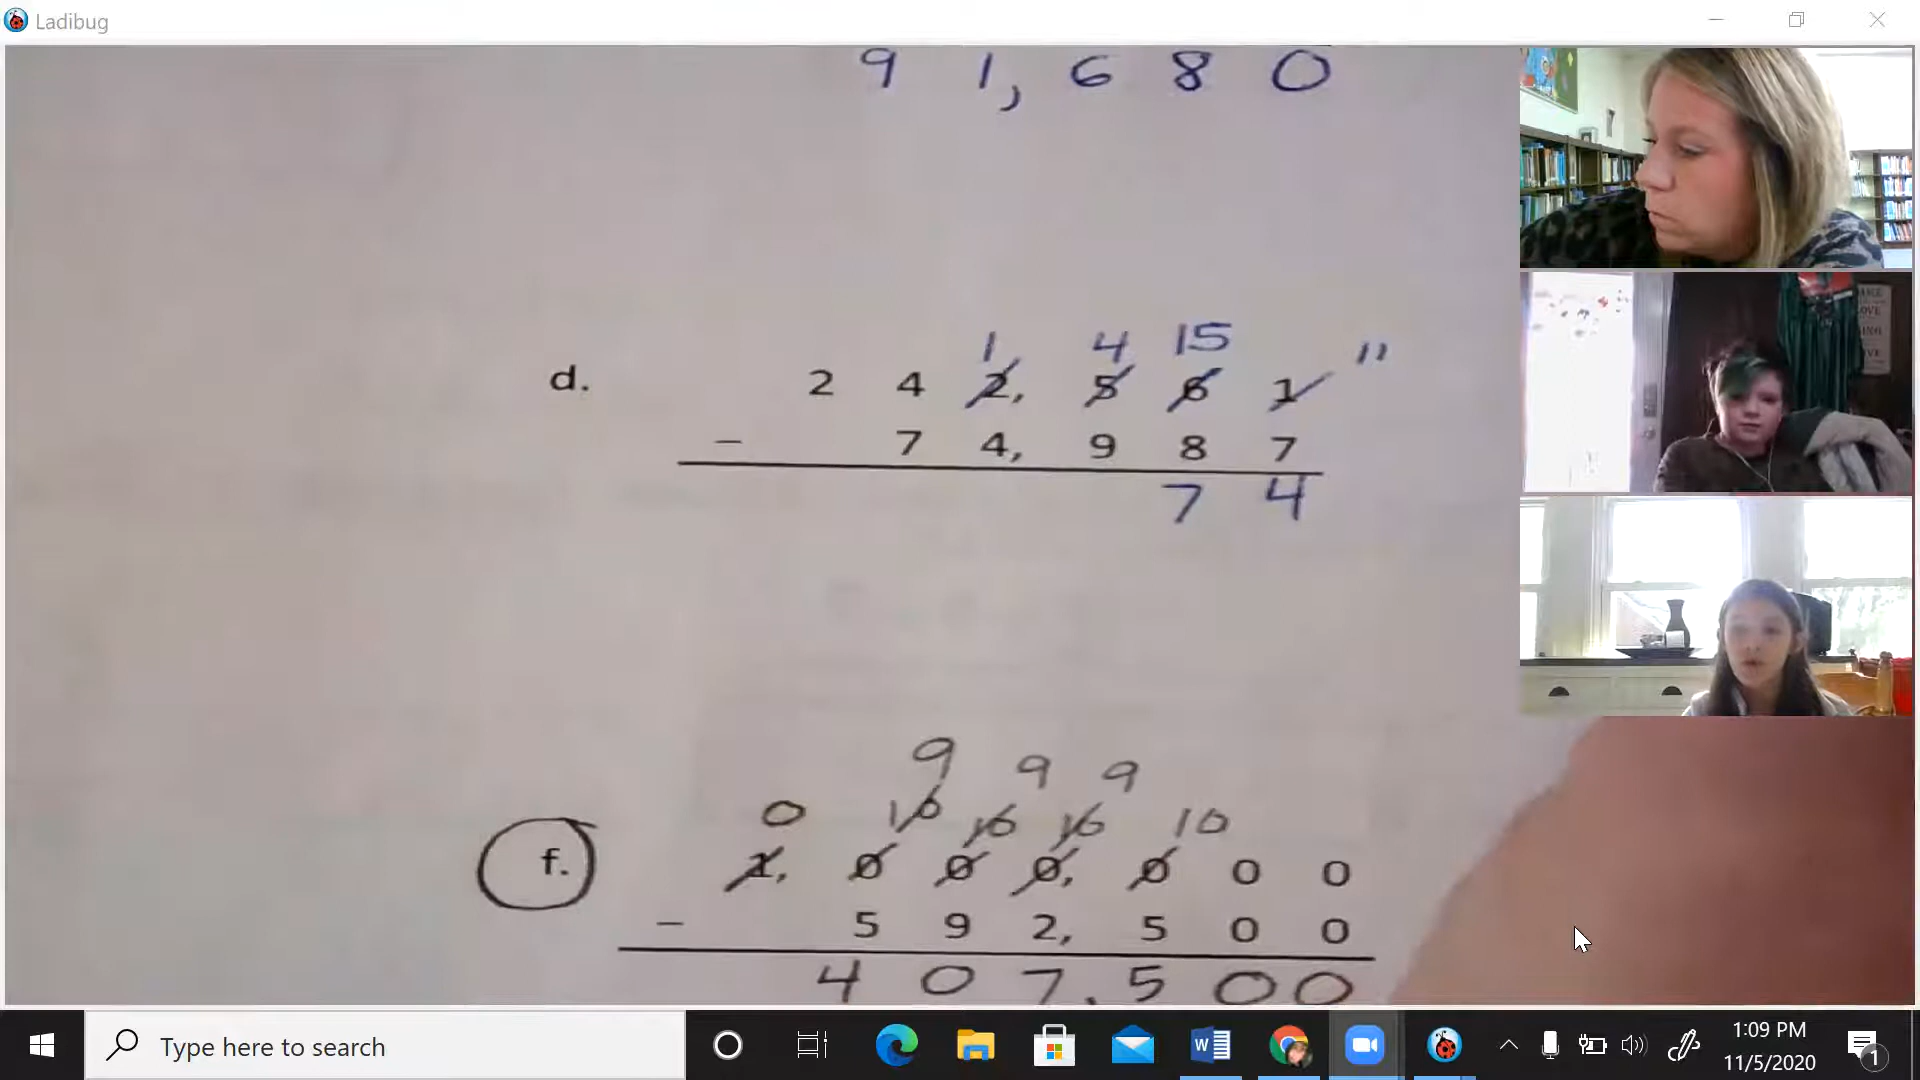 Ladibug
9 1, 6 8 0
1 4 15 11
d. 2 4 2, 5 6 1
- 7 4, 9 8 7
7 4
9 9 9
0 10 10 10 10
f. 1, 0 0 0, 0 0 0
- 5 9 2, 5 0 0
4 0 7, 5 0 0
Type here to search
1:09 PM
11/5/2020
1